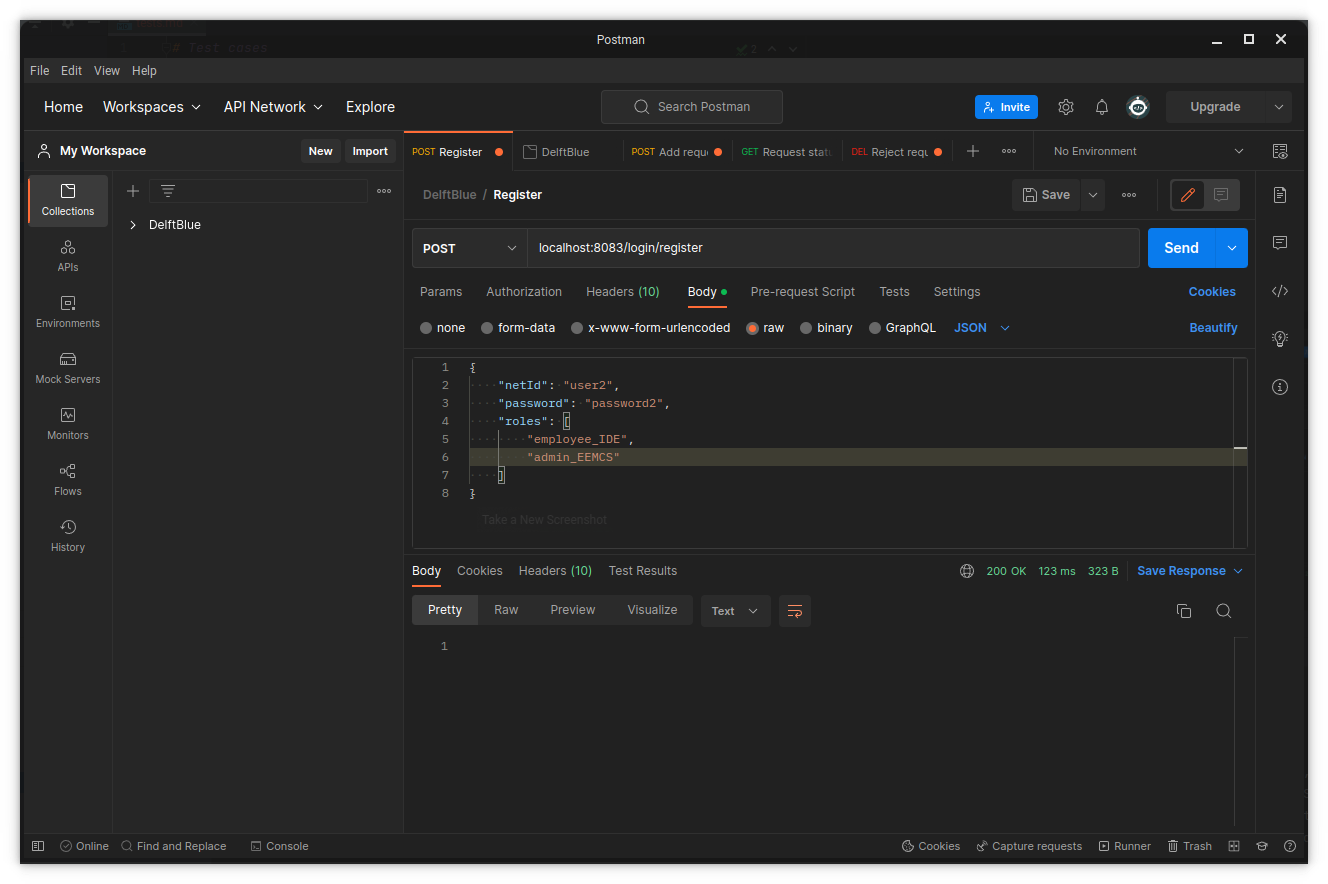 # Test cases
2
Postman
File Edit View Help
Home Workspaces API Network Explore Search Postman Invite Upgrade
My Workspace New Import
POST Register DelftBlue POST Add reque GET Request statu DEL Reject requ No Environment
Collections
DelftBlue
DelftBlue / Register Save
APIs
POST localhost:8083/login/register Send
Params Authorization Headers (10) Body Pre-request Script Tests Settings Cookies
Environments
none form-data x-www-form-urlencoded raw binary GraphQL JSON Beautify
Mock Servers
Monitors
Flows
History
1 {
2 "netId": "user2",
3 "password": "password2",
4 "roles": [
5 "employee_IDE",
6 "admin_EEMCS"
7 ]
8 }
Take a New Screenshot
Body Cookies Headers (10) Test Results 200 OK 123 ms 323 B Save Response
Pretty Raw Preview Visualize Text
1
Online Find and Replace Console Cookies Capture requests Runner Trash